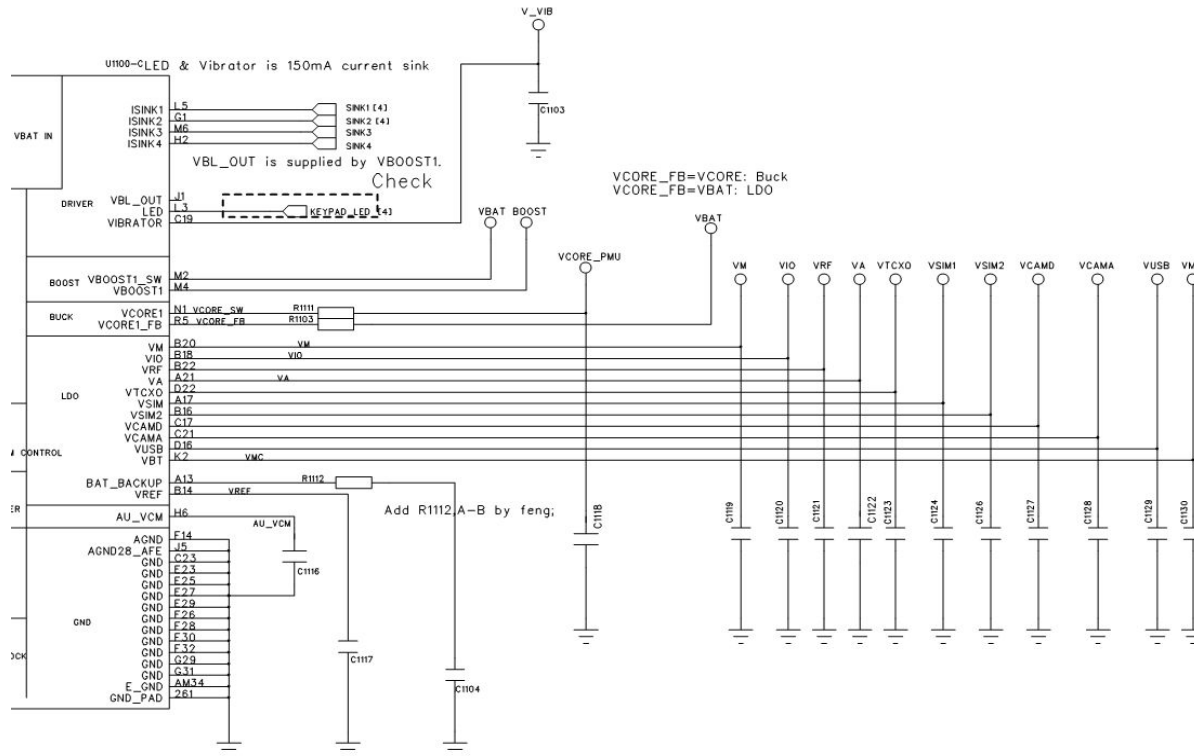 V_VIB
U1100-C LED & Vibrator is 150mA current sink
C1103
VBAT IN
ISINK1 L5 SINK1 [4]
ISINK2 G1 SINK2 [4]
ISINK3 M6 SINK3
ISINK4 H2 SINK4
VBL_OUT is supplied by VBOOST1.
Check
VCORE_FB=VCORE: Buck
VCORE_FB=VBAT: LDO
DRIVER
VBL_OUT J1
LED L3 KEYPAD_LED [4]
VIBRATOR C19
VBAT BOOST
VBAT
VCORE_PMU
VM VIO VRF VA VTCXO VSIM1 VSIM2 VCAMD VCAMA VUSB VM
BOOST
VBOOST1_SW M2
VBOOST1 M4
BUCK
VCORE1 N1 VCORE_SW R1111
VCORE1_FB R5 VCORE_FB R1103
LDO
VM B20 VM
VIO B18 VIO
VRF B22
VA A21 VA
VTCXO D22
VSIM A17
VSIM2 B16
VCAMD C17
VCAMA C21
VUSB D16
N CONTROL
VBT K2 VMC
BAT_BACKUP A13 R1112
VREF B14 VREF
Add R1112,A-B by feng;
ER
AU_VCM H6 AU_VCM
C1118 C1119 C1120 C1121 C1122 C1123 C1124 C1126 C1127 C1128 C1129 C1130
AGND F14
AGND28_AFE J5
GND C23
GND E23
GND E25
GND E27
C1116
GND E29
GND F26
GND
GND F28
GND F30
GND F32
GND G29
OCK
GND G31
C1117
E_GND AM34
C1104
GND_PAD 261